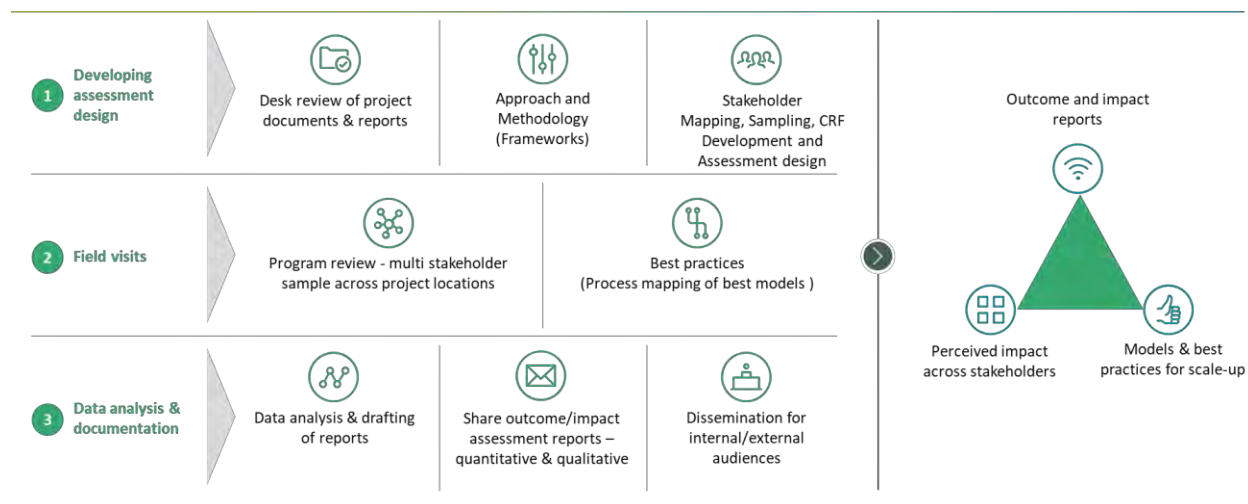 1
Developing
assessment
design
Desk review of project
documents & reports
Approach and
Methodology
(Frameworks)
Stakeholder
Mapping, Sampling, CRF
Development and
Assessment design
2
Field visits
Program review - multi stakeholder
sample across project locations
Best practices
(Process mapping of best models )
3
Data analysis &
documentation
Data analysis & drafting
of reports
Share outcome/impact
assessment reports –
quantitative & qualitative
Dissemination for
internal/external
audiences
Outcome and impact
reports
Perceived impact
across stakeholders
Models & best
practices for scale-up